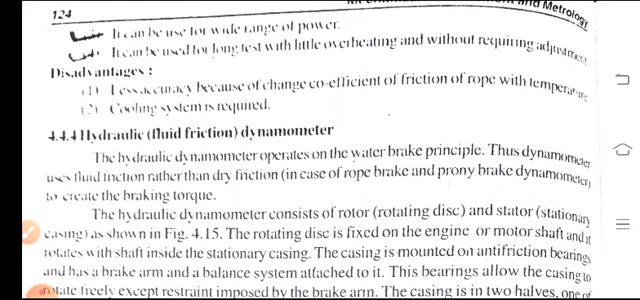 124
and Metrology
It can be use for wide range of power.
It can be used for long test with little overheating and without requiring adjustment
Disadvantages :
(1) Less accuracy because of change co-efficient of friction of rope with temperature
(2) Cooling system is required.
4.4.4 Hydraulic (fluid friction) dynamometer
The hydraulic dynamometer operates on the water brake principle. Thus dynamometer
uses fluid friction rather than dry friction (in case of rope brake and prony brake dynamometer)
to create the braking torque.
The hydraulic dynamometer consists of rotor (rotating disc) and stator (stationary
casing) as shown in Fig. 4.15. The rotating disc is fixed on the engine or motor shaft and it
rotates with shaft inside the stationary casing. The casing is mounted on antifriction bearings
and has a brake arm and a balance system attached to it. This bearings allow the casing to
rotate freely except restraint imposed by the brake arm. The casing is in two halves, one of